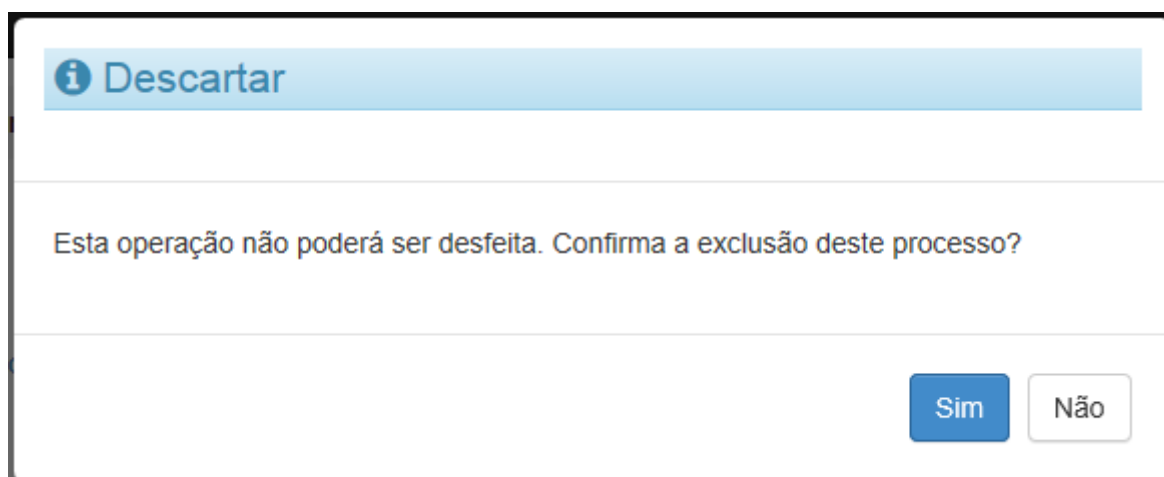 Descartar
Esta operação não poderá ser desfeita. Confirma a exclusão deste processo?
Sim
Não